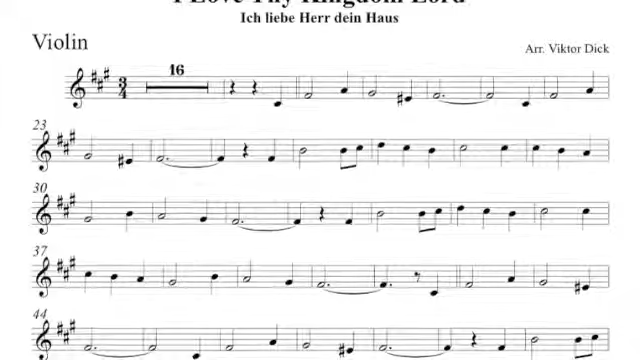 I Love Thy Kingdom Lord
Ich liebe Herr dein Haus
Violin
Arr. Viktor Dick
3
4
16
23
30
37
44